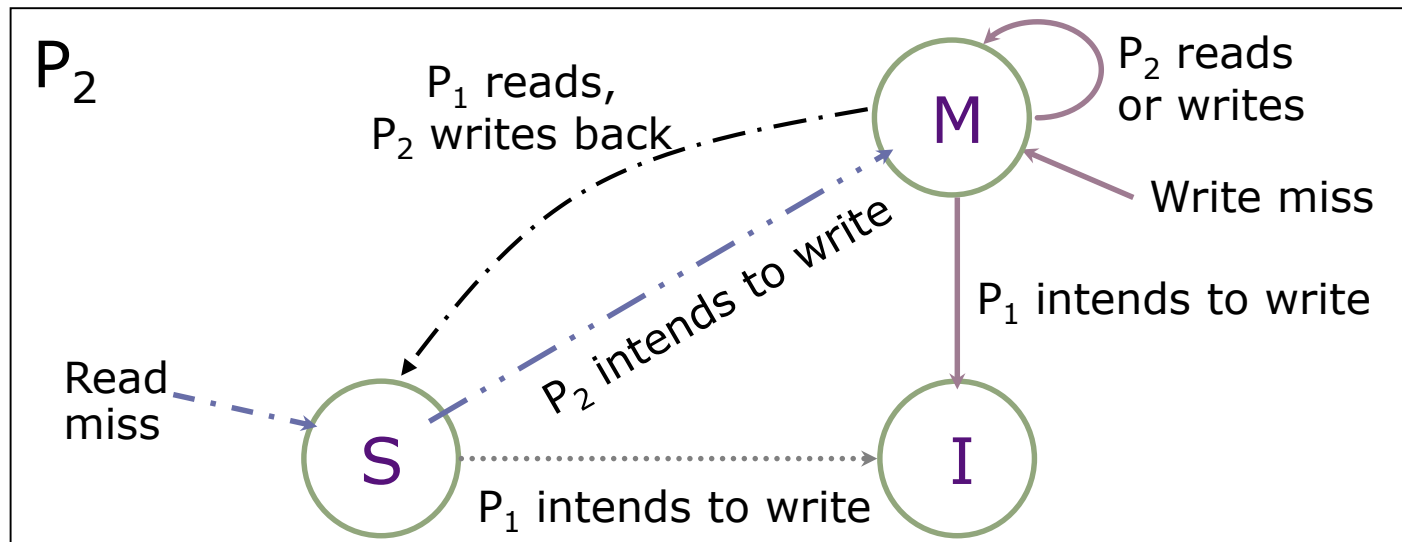 P₂
P₁ reads,
P₂ writes back
M
P₂ reads
or writes
Write miss
P₂ intends to write
P₁ intends to write
Read
miss
S
I
P₁ intends to write